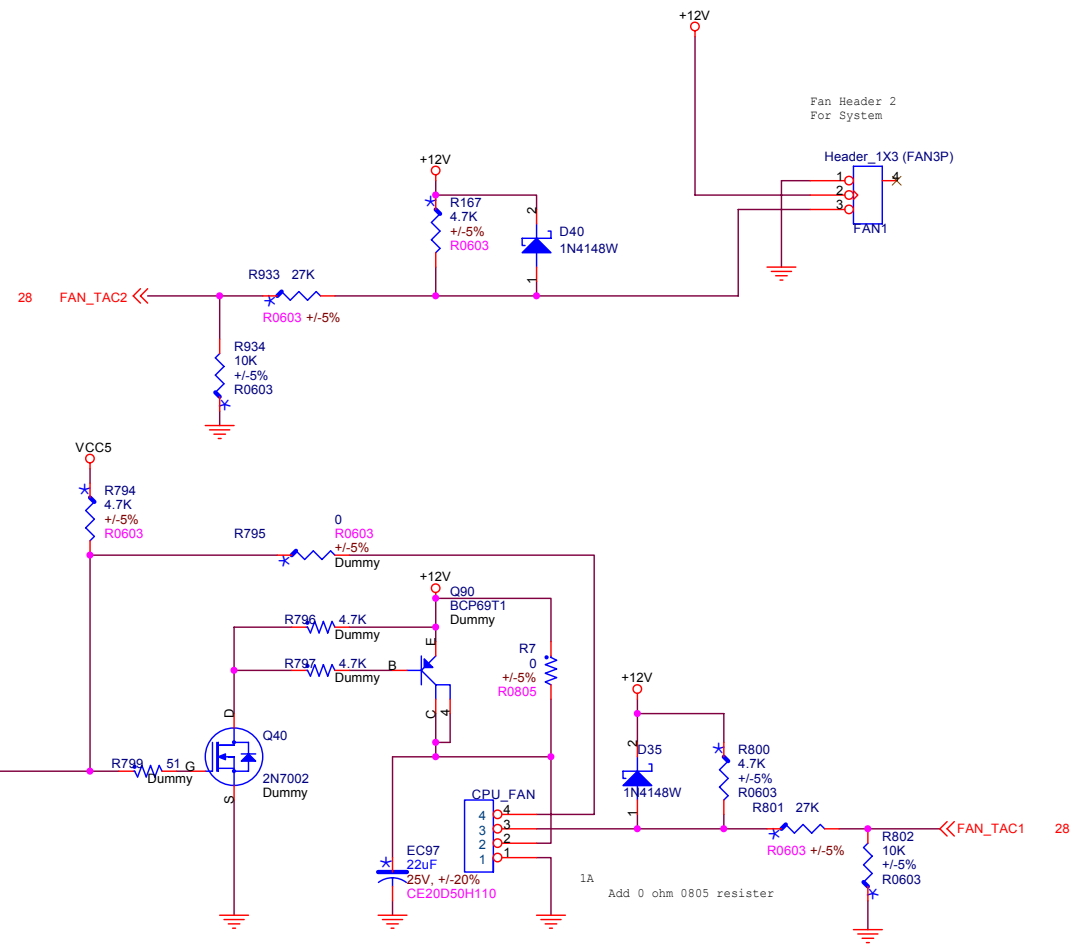 +12V
Fan Header 2
For System
Header_1X3 (FAN3P)
1
2
3
4
FAN1
+12V
R167
4.7K
+/-5%
R0603
2
D40
1N4148W
1
R933 27K
R0603 +/-5%
28 FAN_TAC2
R934
10K
+/-5%
R0603
VCC5
R794
4.7K
+/-5%
R0603
R795
0
R0603
+/-5%
Dummy
+12V
Q90
BCP69T1
Dummy
R796 4.7K
Dummy
R797 4.7K
Dummy
B
E
C
4
R7
0
+/-5%
R0805
D
G
S
Q40
2N7002
Dummy
R799 51
Dummy
+12V
2
D35
1N4148W
1
R800
4.7K
+/-5%
R0603
R801 27K
R0603 +/-5%
FAN_TAC1 28
R802
10K
+/-5%
R0603
CPU_FAN
4 4
3 3
2 2
1 1
EC97
22uF
25V, +/-20%
CE20D50H110
1A
Add 0 ohm 0805 resister